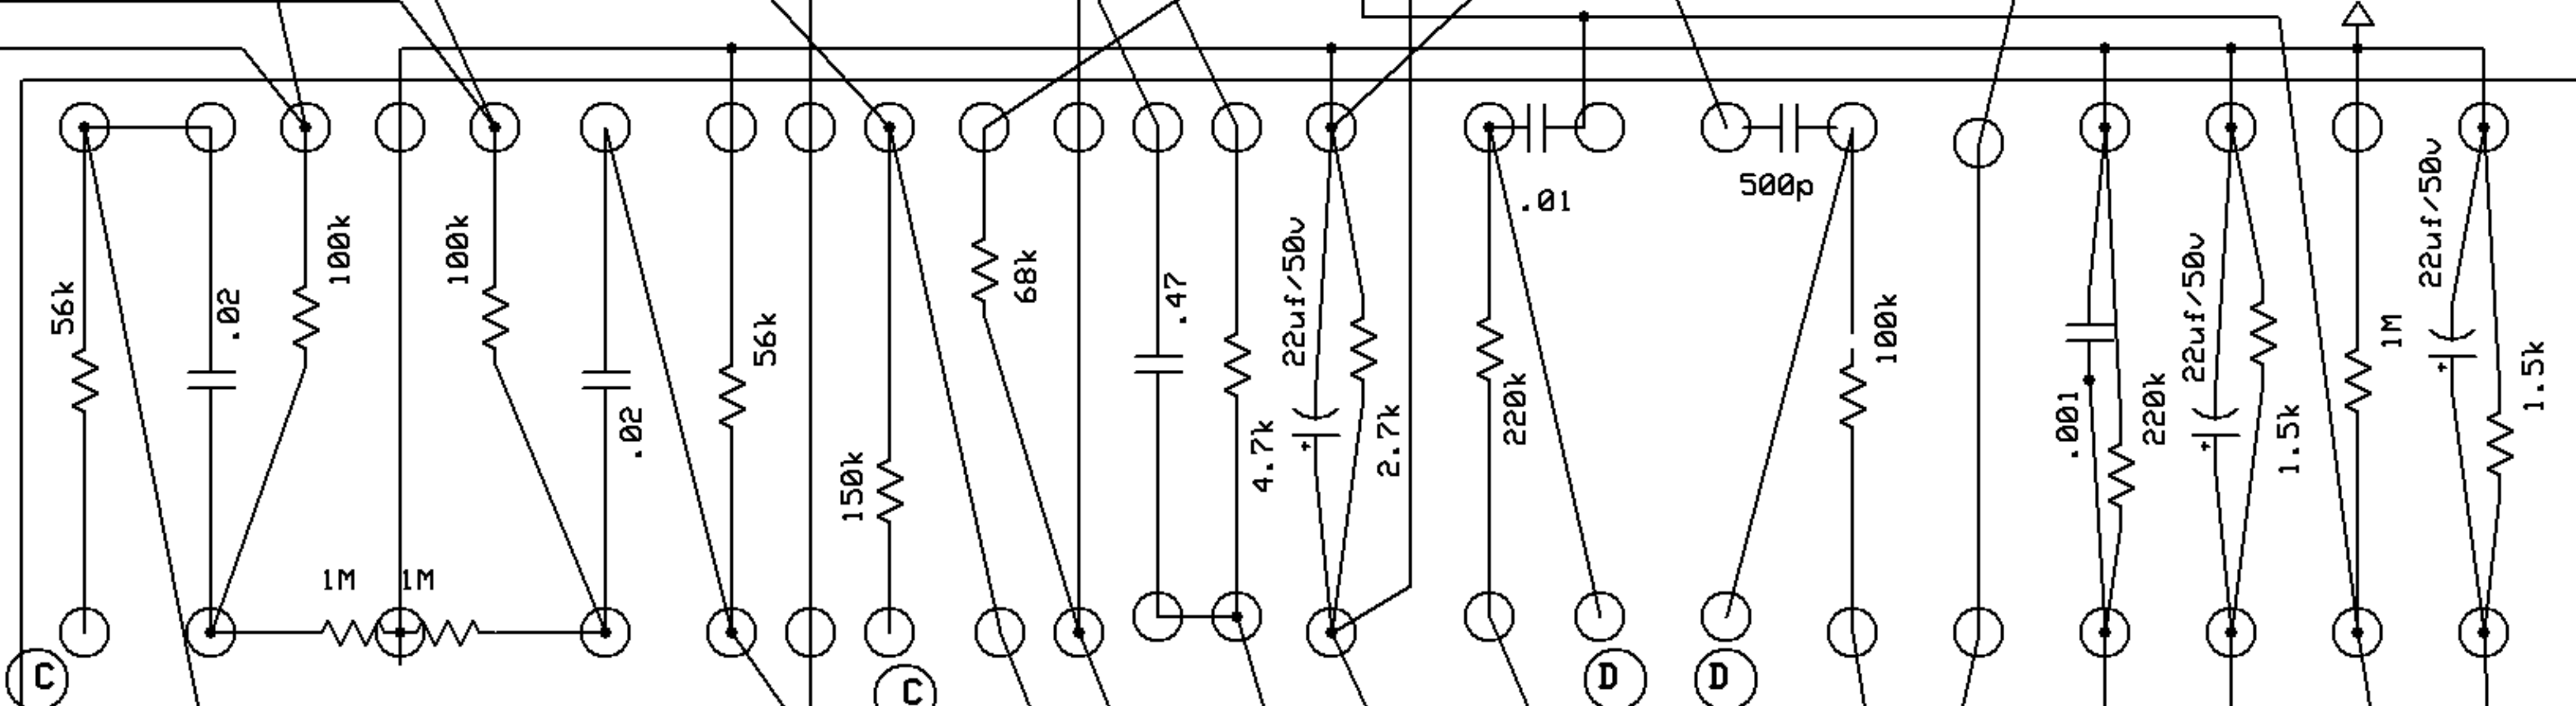 56k
.02
100k
100k
.02
56k
1M
1M
150k
68k
.47
4.7k
22uf/50v
2.7k
.01
220k
500p
100k
.001
220k
22uf/50v
1.5k
1M
22uf/50v
1.5k
C
C
D
D